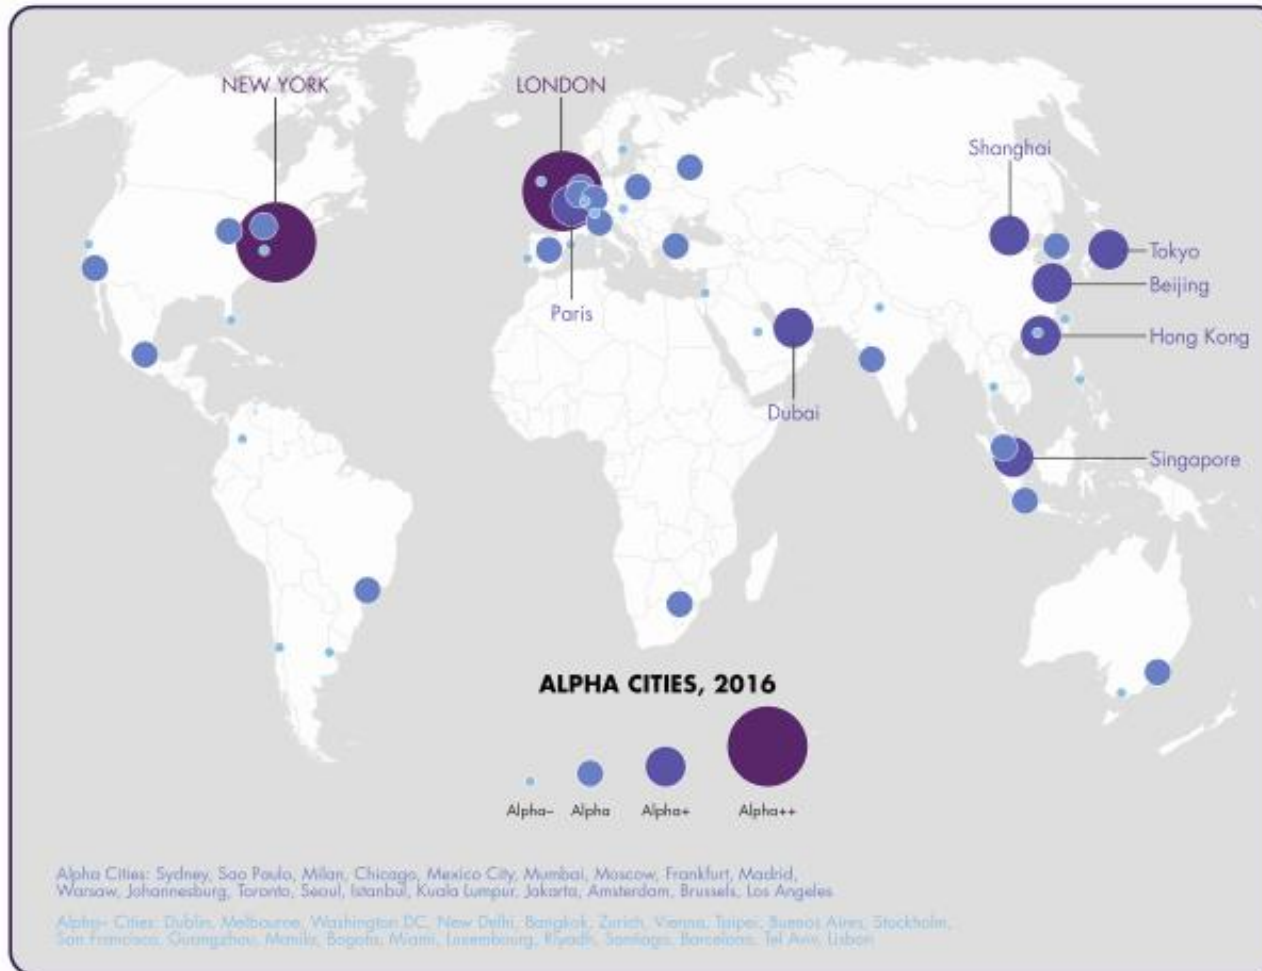 NEW YORK
LONDON
Shanghai
Tokyo
Beijing
Paris
Hong Kong
Dubai
Singapore
ALPHA CITIES, 2016
Alpha–
Alpha
Alpha+
Alpha++
Alpha Cities: Sydney, Sao Paulo, Milan, Chicago, Mexico City, Mumbai, Moscow, Frankfurt, Madrid,
Warsaw, Johannesburg, Toronto, Seoul, Istanbul, Kuala Lumpur, Jakarta, Amsterdam, Brussels, Los Angeles
Alpha– Cities: Dublin, Melbourne, Washington DC, New Delhi, Bangkok, Zurich, Vienna, Taipei, Buenos Aires, Stockholm,
San Francisco, Guangzhou, Manila, Bogota, Miami, Luxembourg, Riyadh, Santiago, Barcelona, Tel Aviv, Lisbon